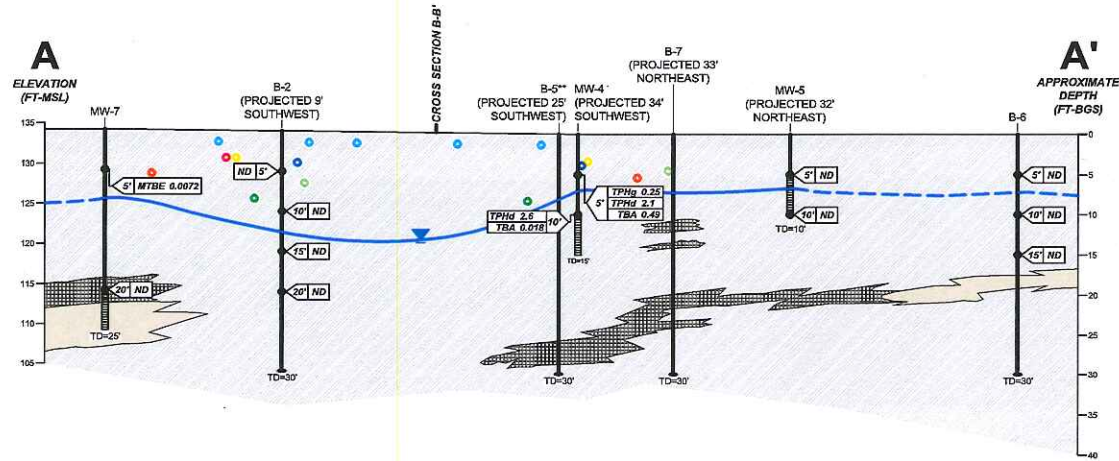 A
ELEVATION
(FT-MSL)
MW-7
B-2
(PROJECTED 9'
SOUTHWEST)
CROSS SECTION B-B'
B-5**
(PROJECTED 25'
SOUTHWEST)
MW-4
(PROJECTED 34'
SOUTHWEST)
B-7
(PROJECTED 33'
NORTHEAST)
MW-5
(PROJECTED 32'
NORTHEAST)
B-6
A'
APPROXIMATE
DEPTH
(FT-BGS)
135
130
125
120
115
110
105
0
5
10
15
20
25
30
35
40
5' MTBE 0.0072
20' ND
TD=25'
ND 5'
10' ND
15' ND
20' ND
TD=30'
TPHd 2.6
TBA 0.018
10'
5'
TPHg 0.25
TPHd 2.1
TBA 0.49
TD=15'
TD=30'
TD=30'
5' ND
10' ND
TD=10'
5' ND
10' ND
15' ND
TD=30'